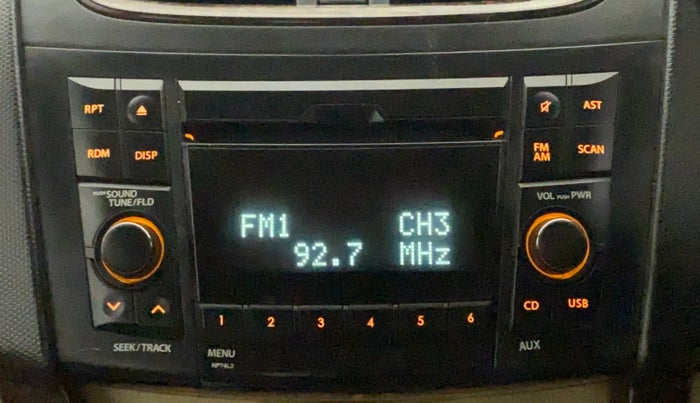 RPT
RDM DISP
PUSH SOUND
TUNE/FLD
SEEK/TRACK
FM1 CH3
92.7 MHz
1 2 3 4 5 6
MENU
AST
FM
AM
SCAN
VOL PUSH PWR
CD USB
AUX